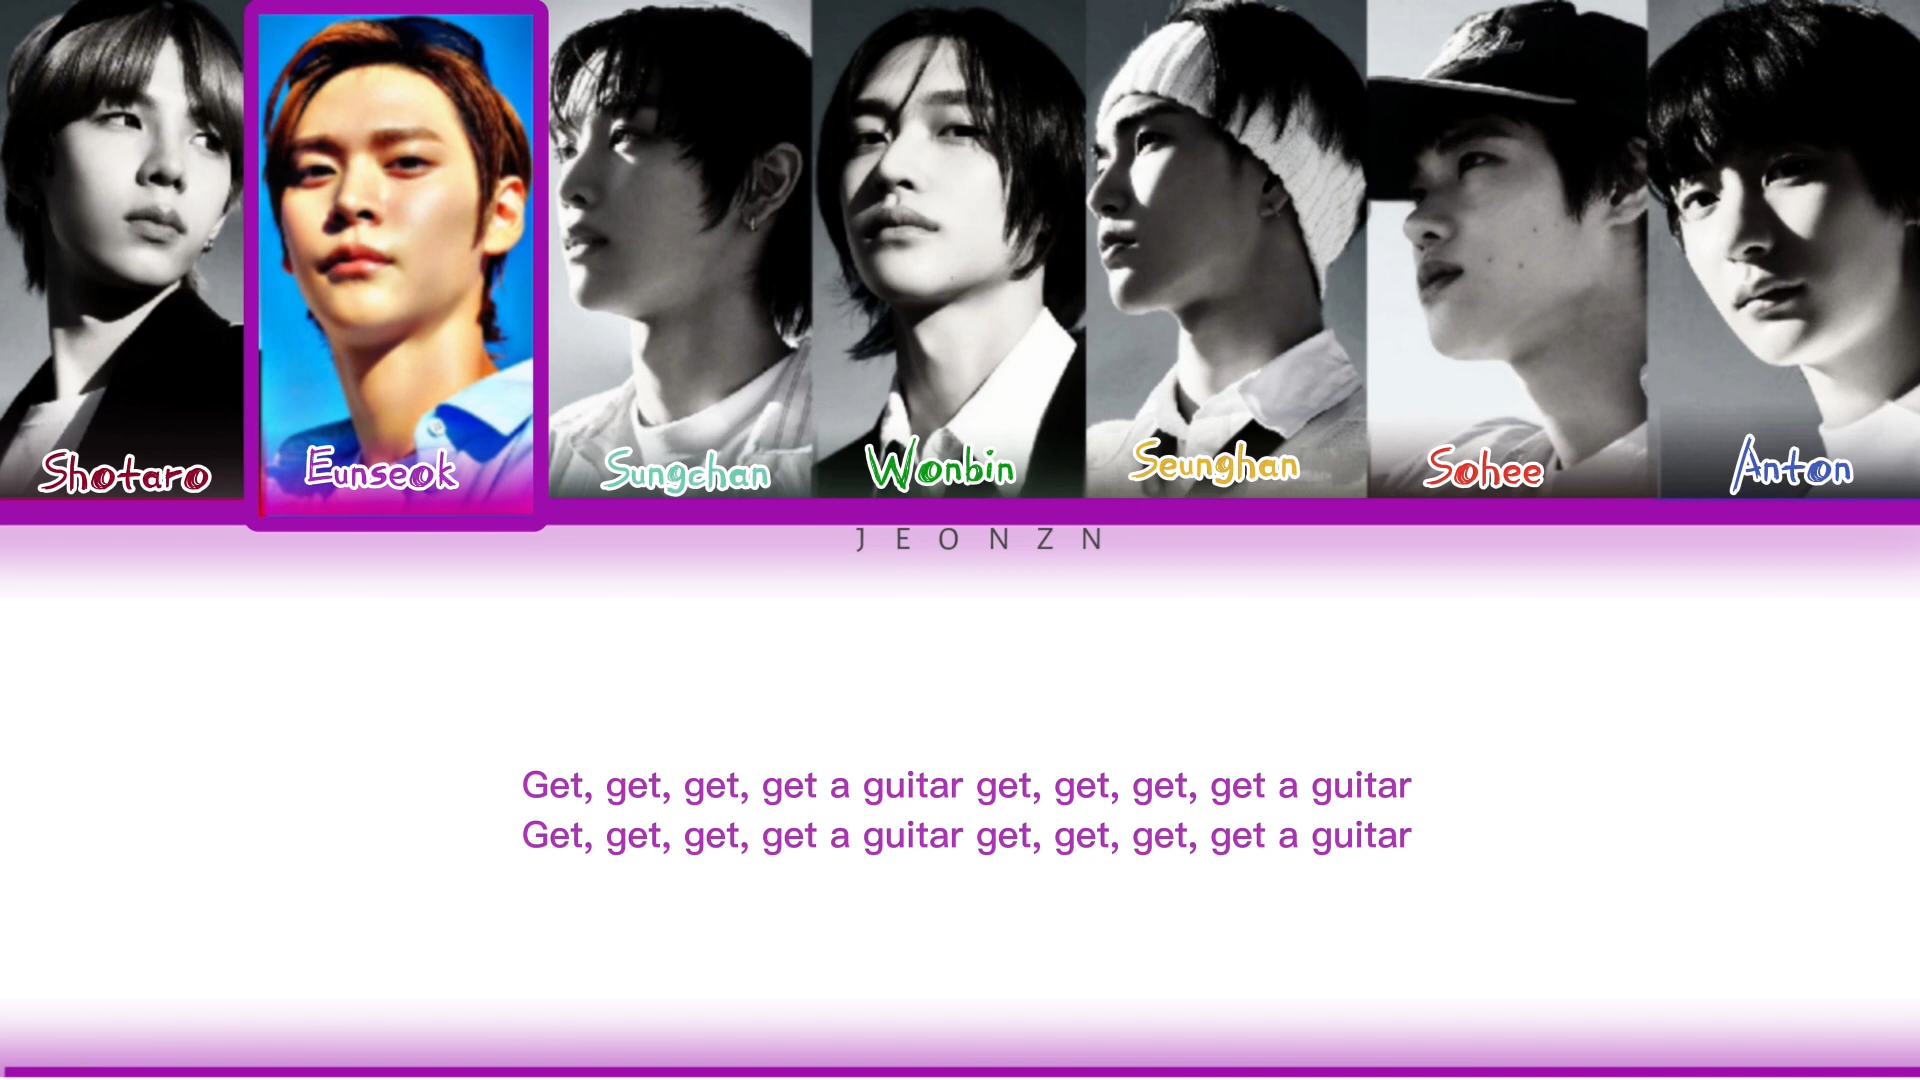 Shotaro Eunseok Sungchan Wonbin Seunghan Sohee Anton
JEONZN
Get, get, get, get a guitar get, get, get, get a guitar
Get, get, get, get a guitar get, get, get, get a guitar